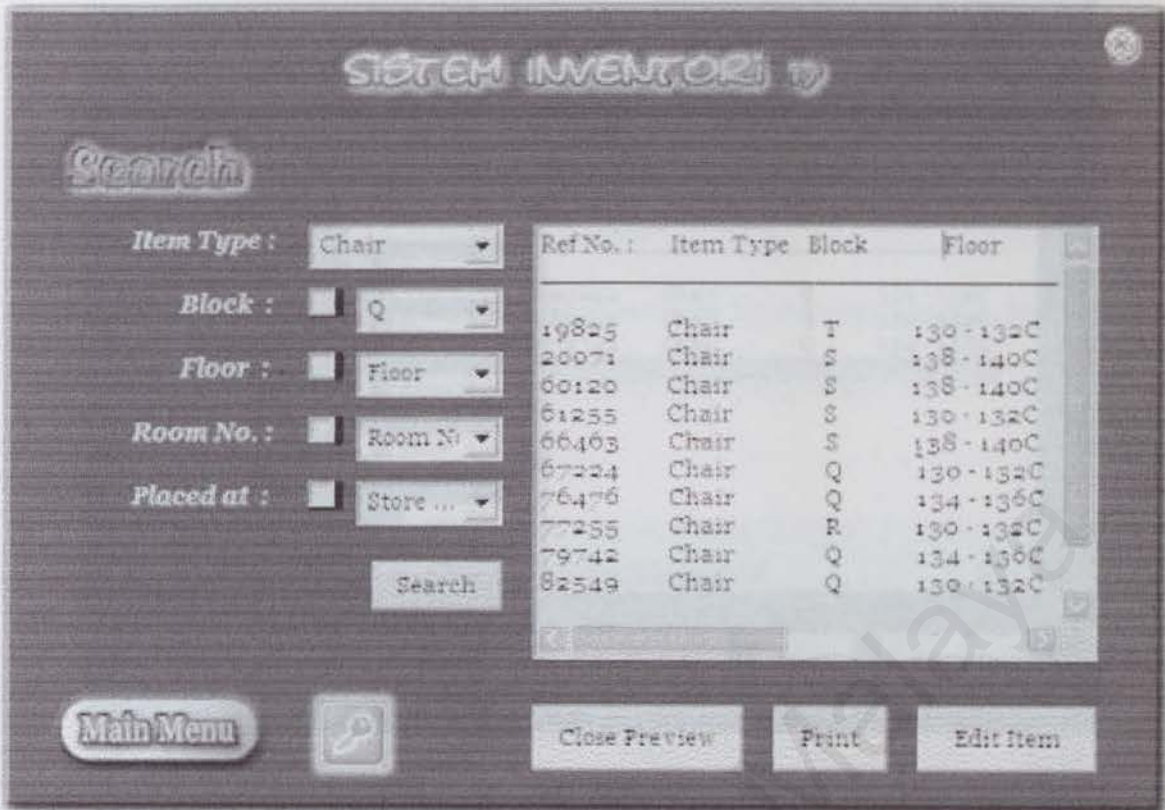 SISTEM INVENTORI
Search
Item Type : Chair
Block : Q
Floor : Floor
Room No. : Room N
Placed at : Store ...
Search
Ref No. : Item Type Block Floor
19825 Chair T 130 - 132C
20071 Chair S 138 - 140C
60120 Chair S 138 - 140C
61255 Chair S 130 - 132C
66463 Chair S 138 - 140C
67224 Chair Q 130 - 132C
76476 Chair Q 134 - 136C
77255 Chair R 130 - 132C
79742 Chair Q 134 - 136C
82549 Chair Q 130 - 132C
Main Menu
Close Preview Print Edit Item
Malaya